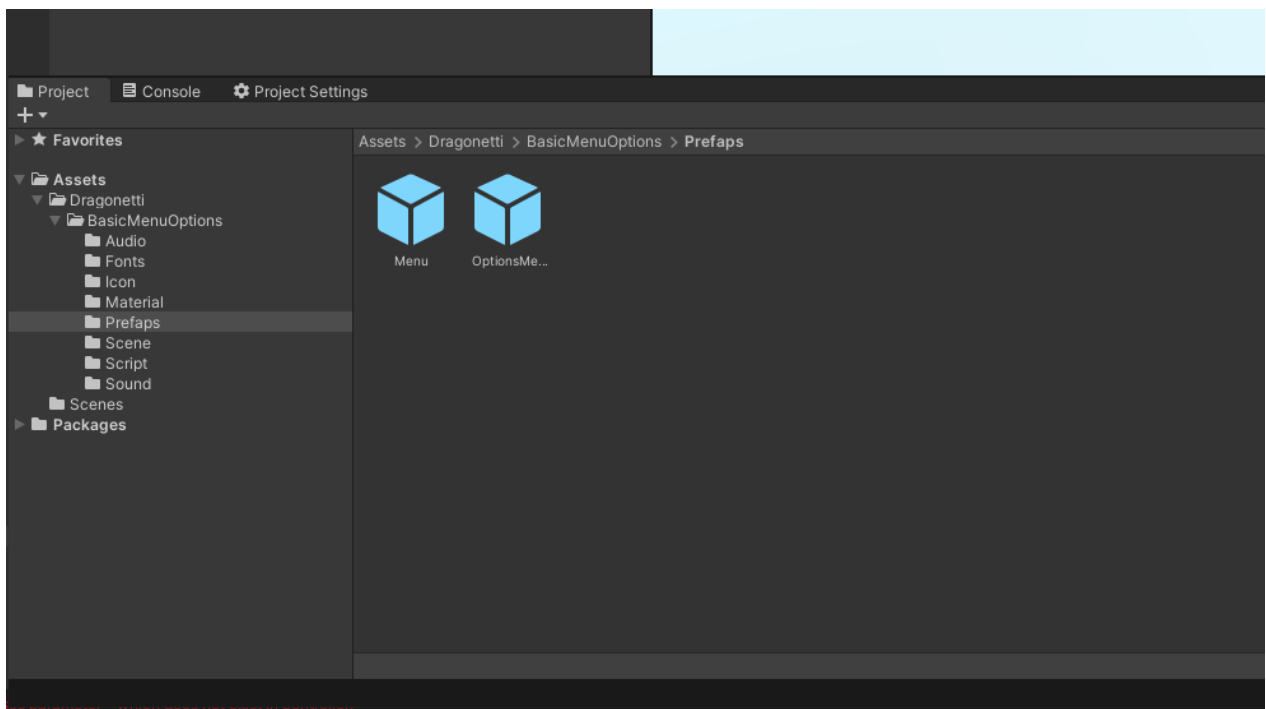 Project Console Project Settings
Favorites
Assets > Dragonetti > BasicMenuOptions > Prefaps
Assets
Dragonetti
BasicMenuOptions
Audio
Fonts
Icon
Material
Prefaps
Scene
Script
Sound
Scenes
Packages
Menu OptionsMe...